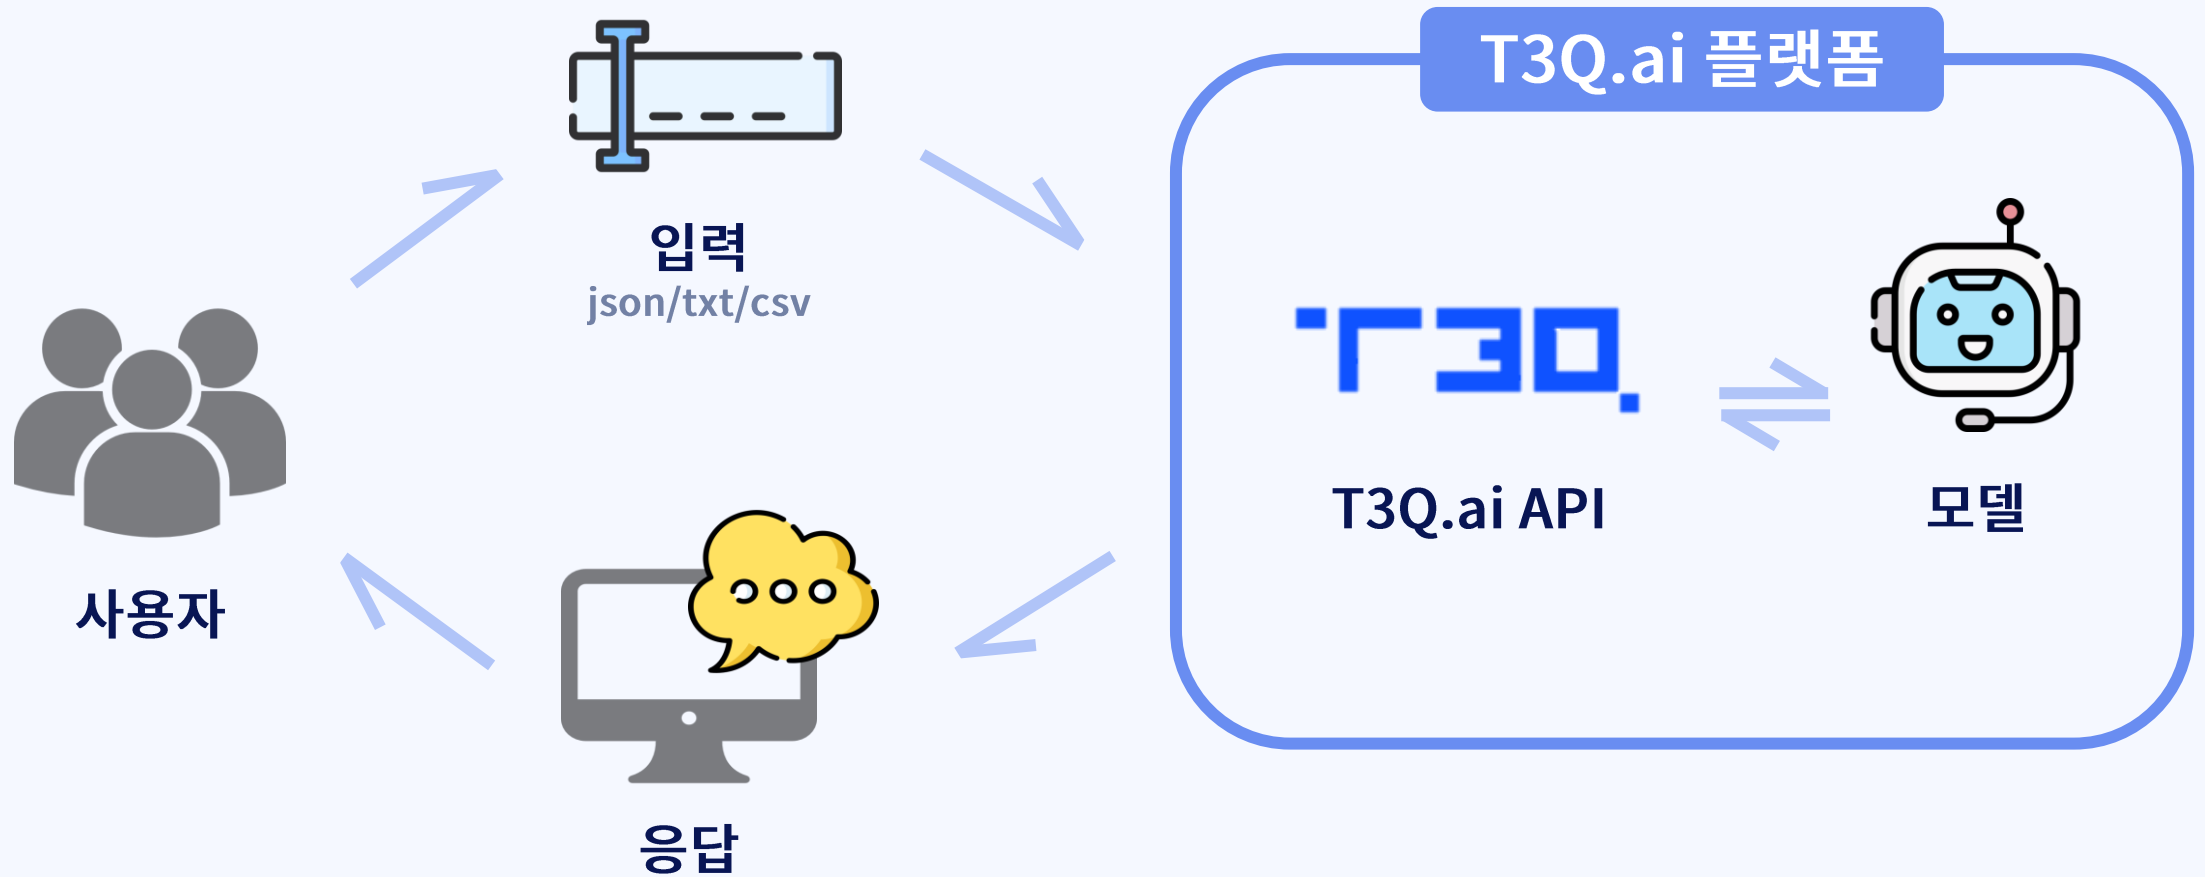 T3Q.ai 플랫폼
입력
json/txt/csv
T3Q.
T3Q.ai API
모델
사용자
응답